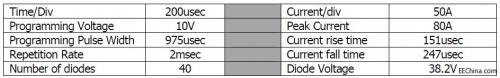 Time/Div 200usec Current/div 50A
Programming Voltage 10V Peak Current 80A
Programming Pulse Width 975usec Current rise time 151usec
Repetition Rate 2msec Current fall time 247usec
Number of diodes 40 Diode Voltage 38.2V
EEChina.com